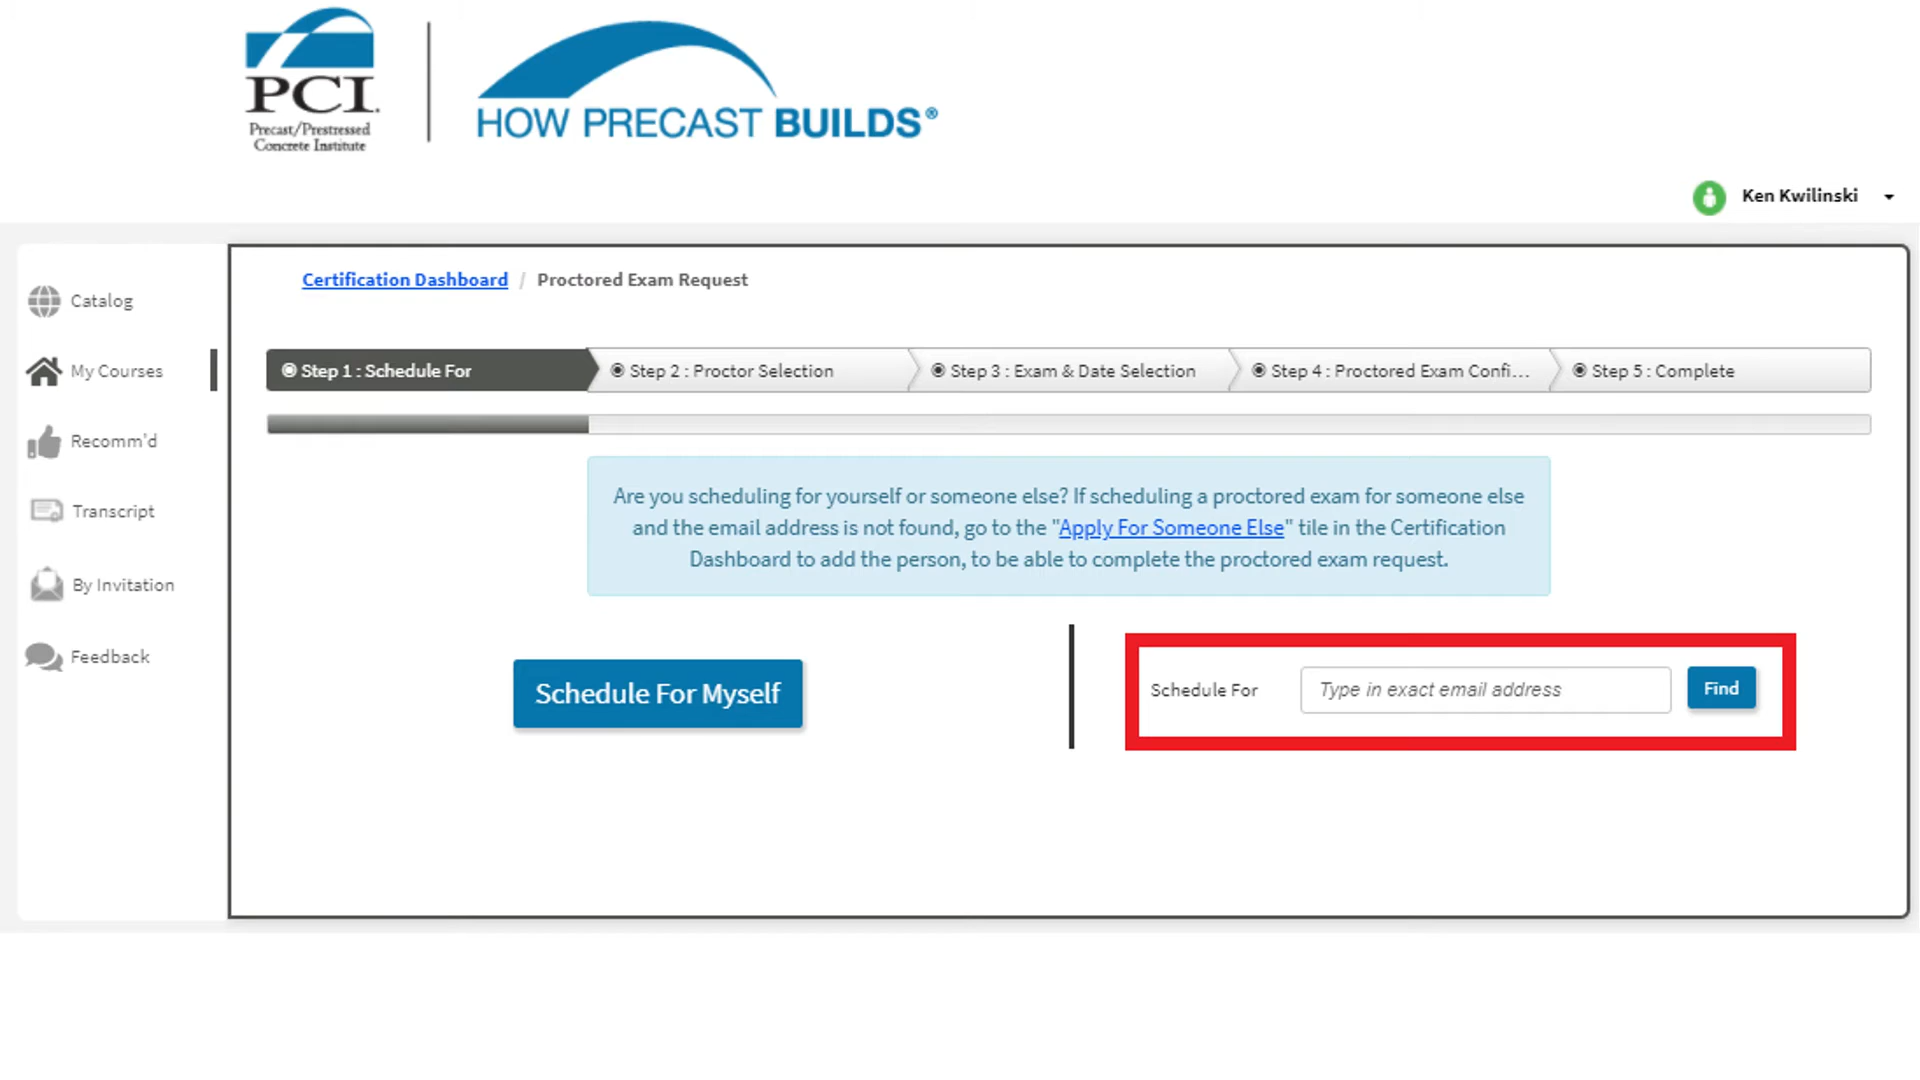 PCI®
Precast/Prestressed
Concrete Institute
HOW PRECAST BUILDS®
Ken Kwilinski
Certification Dashboard / Proctored Exam Request
Catalog
My Courses
Recomm'd
Transcript
By Invitation
Feedback
Step 1 : Schedule For
Step 2 : Proctor Selection
Step 3 : Exam & Date Selection
Step 4 : Proctored Exam Confi...
Step 5 : Complete
Are you scheduling for yourself or someone else? If scheduling a proctored exam for someone else
and the email address is not found, go to the "Apply For Someone Else" tile in the Certification
Dashboard to add the person, to be able to complete the proctored exam request.
Schedule For Myself
Schedule For
Type in exact email address
Find